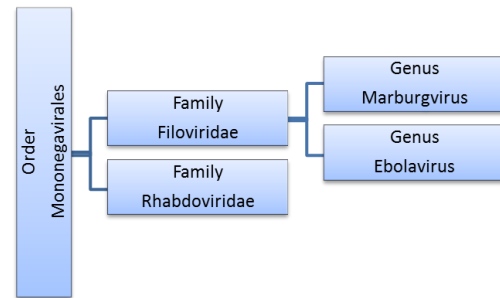 Order
Mononegavirales
Family
Filoviridae
Family
Rhabdoviridae
Genus
Marburgvirus
Genus
Ebolavirus